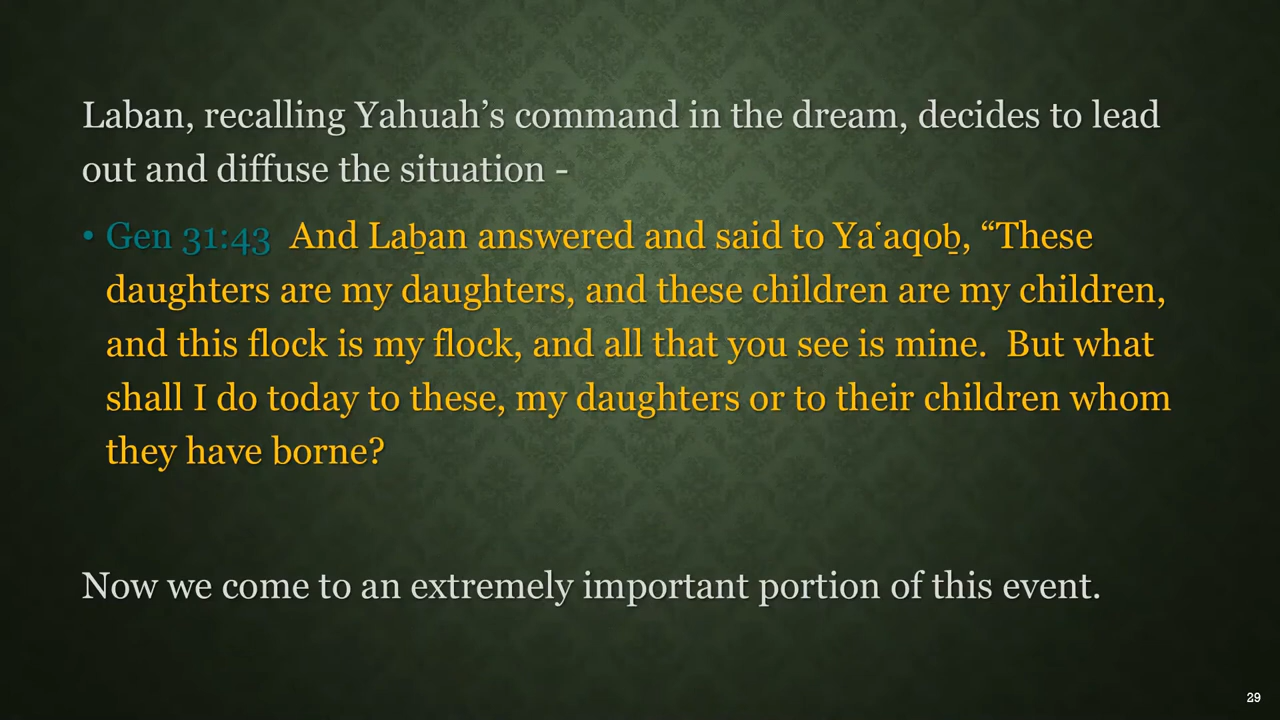 Laban, recalling Yahuah’s command in the dream, decides to lead
out and diffuse the situation -
• Gen 31:43  And Laḇan answered and said to Yaʽaqoḇ, “These
daughters are my daughters, and these children are my children,
and this flock is my flock, and all that you see is mine.  But what
shall I do today to these, my daughters or to their children whom
they have borne?
Now we come to an extremely important portion of this event.
29